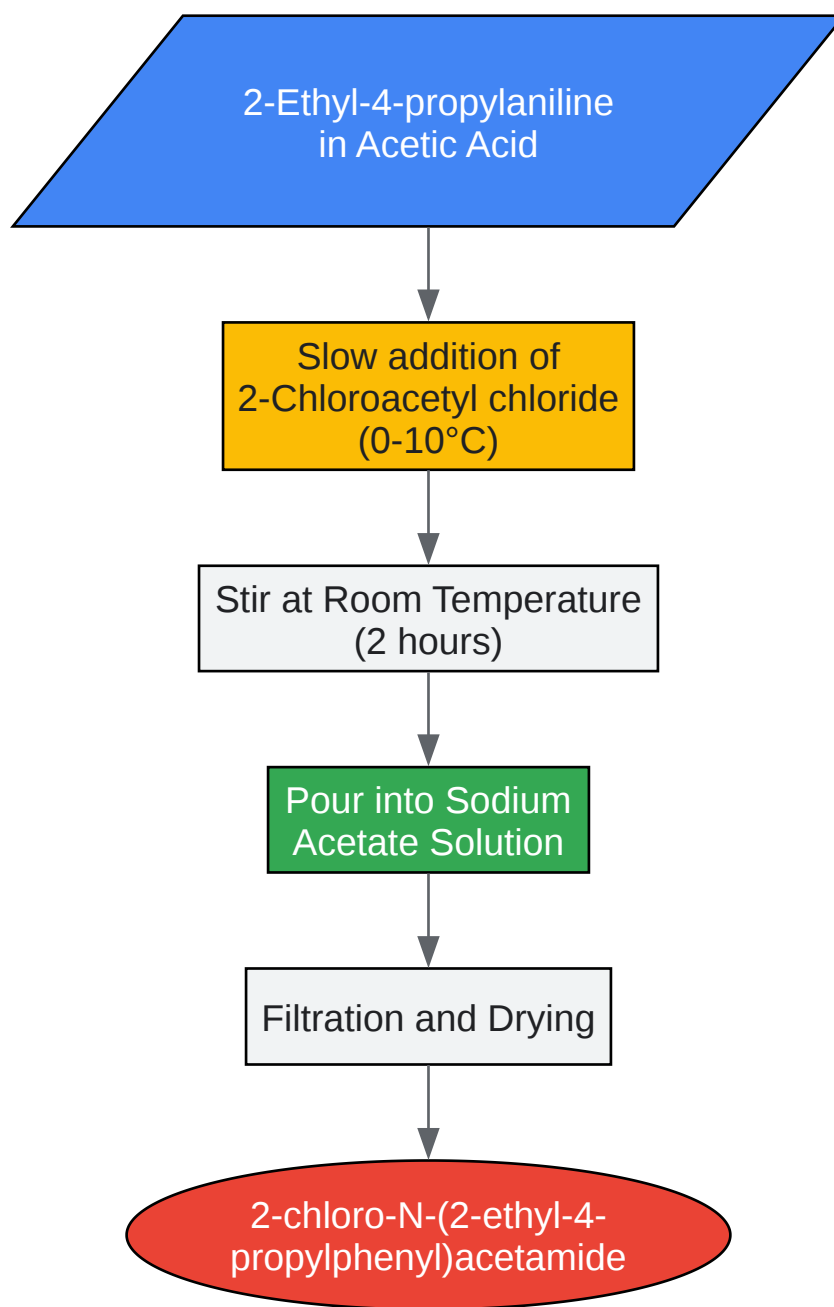 2-Ethyl-4-propylaniline
in Acetic Acid
Slow addition of
2-Chloroacetyl chloride
(0-10°C)
Stir at Room Temperature
(2 hours)
Pour into Sodium
Acetate Solution
Filtration and Drying
2-chloro-N-(2-ethyl-4-
propylphenyl)acetamide